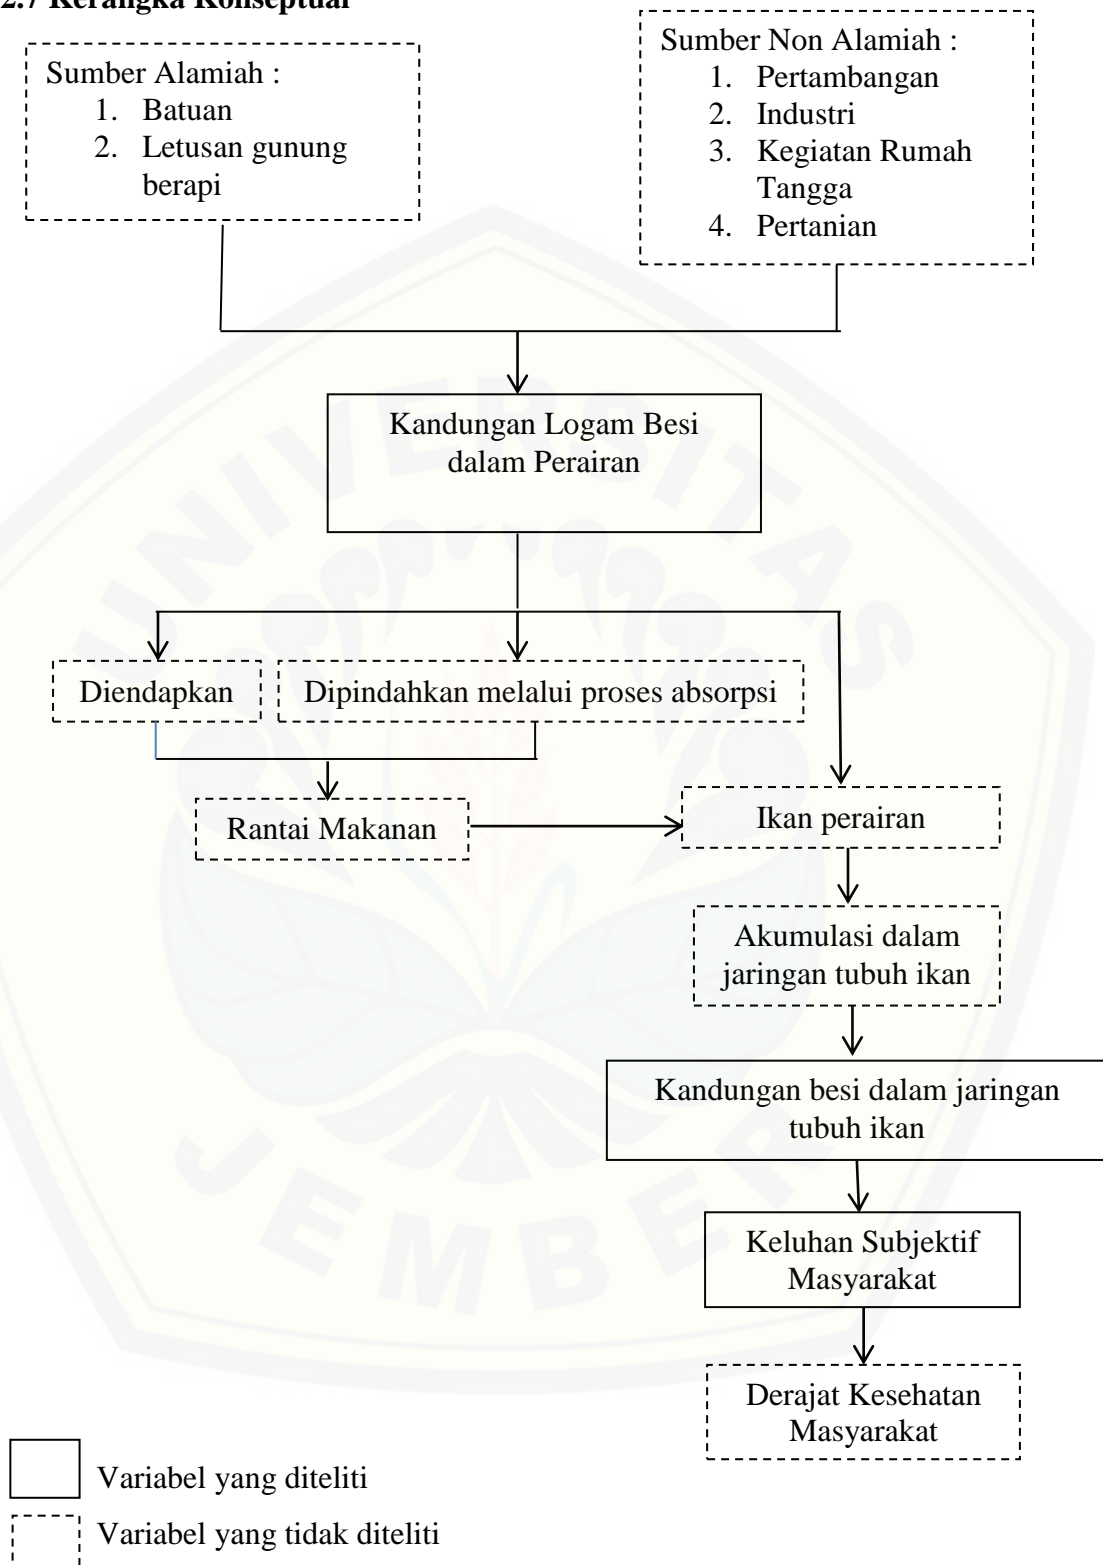 2.7 Kerangka Konseptual
Sumber Alamiah :
1. Batuan
2. Letusan gunung
berapi
Sumber Non Alamiah :
1. Pertambangan
2. Industri
3. Kegiatan Rumah
Tangga
4. Pertanian
Kandungan Logam Besi
dalam Perairan
Diendapkan
Dipindahkan melalui proses absorpsi
Rantai Makanan
Ikan perairan
Akumulasi dalam
jaringan tubuh ikan
Kandungan besi dalam jaringan
tubuh ikan
Keluhan Subjektif
Masyarakat
Derajat Kesehatan
Masyarakat
Variabel yang diteliti
Variabel yang tidak diteliti
UNIVERSITAS
JEMBER